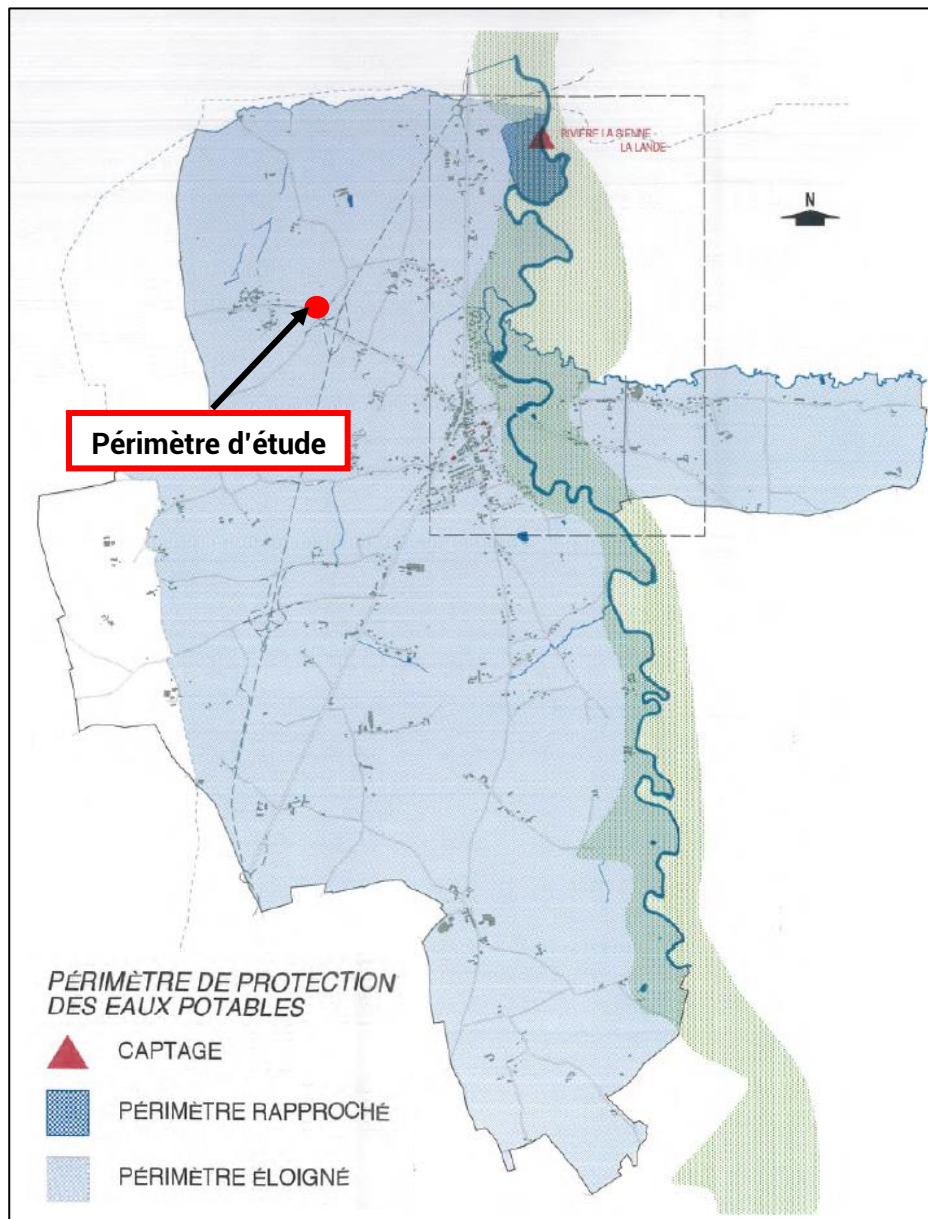 RIVIÈRE LA SIENNE -
LA LANDE
N
Périmètre d'étude
PÉRIMÈTRE DE PROTECTION
DES EAUX POTABLES
CAPTAGE
PÉRIMÈTRE RAPPROCHÉ
PÉRIMÈTRE ÉLOIGNÉ